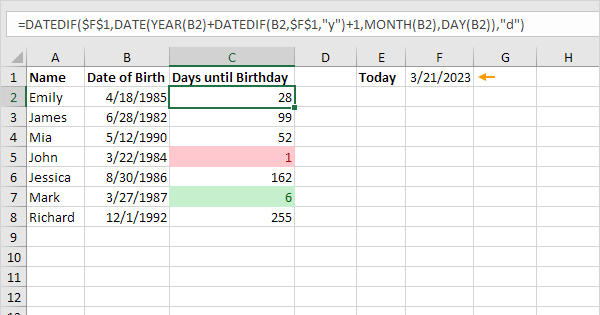 =DATEDIF($F$1,DATE(YEAR(B2)+DATEDIF(B2,$F$1,"y")+1,MONTH(B2),DAY(B2)),"d")
A B C D E F G H
1 Name Date of Birth Days until Birthday Today 3/21/2023
2 Emily 4/18/1985 28
3 James 6/28/1982 99
4 Mia 5/12/1990 52
5 John 3/22/1984 1
6 Jessica 8/30/1986 162
7 Mark 3/27/1987 6
8 Richard 12/1/1992 255
9
10
11
12